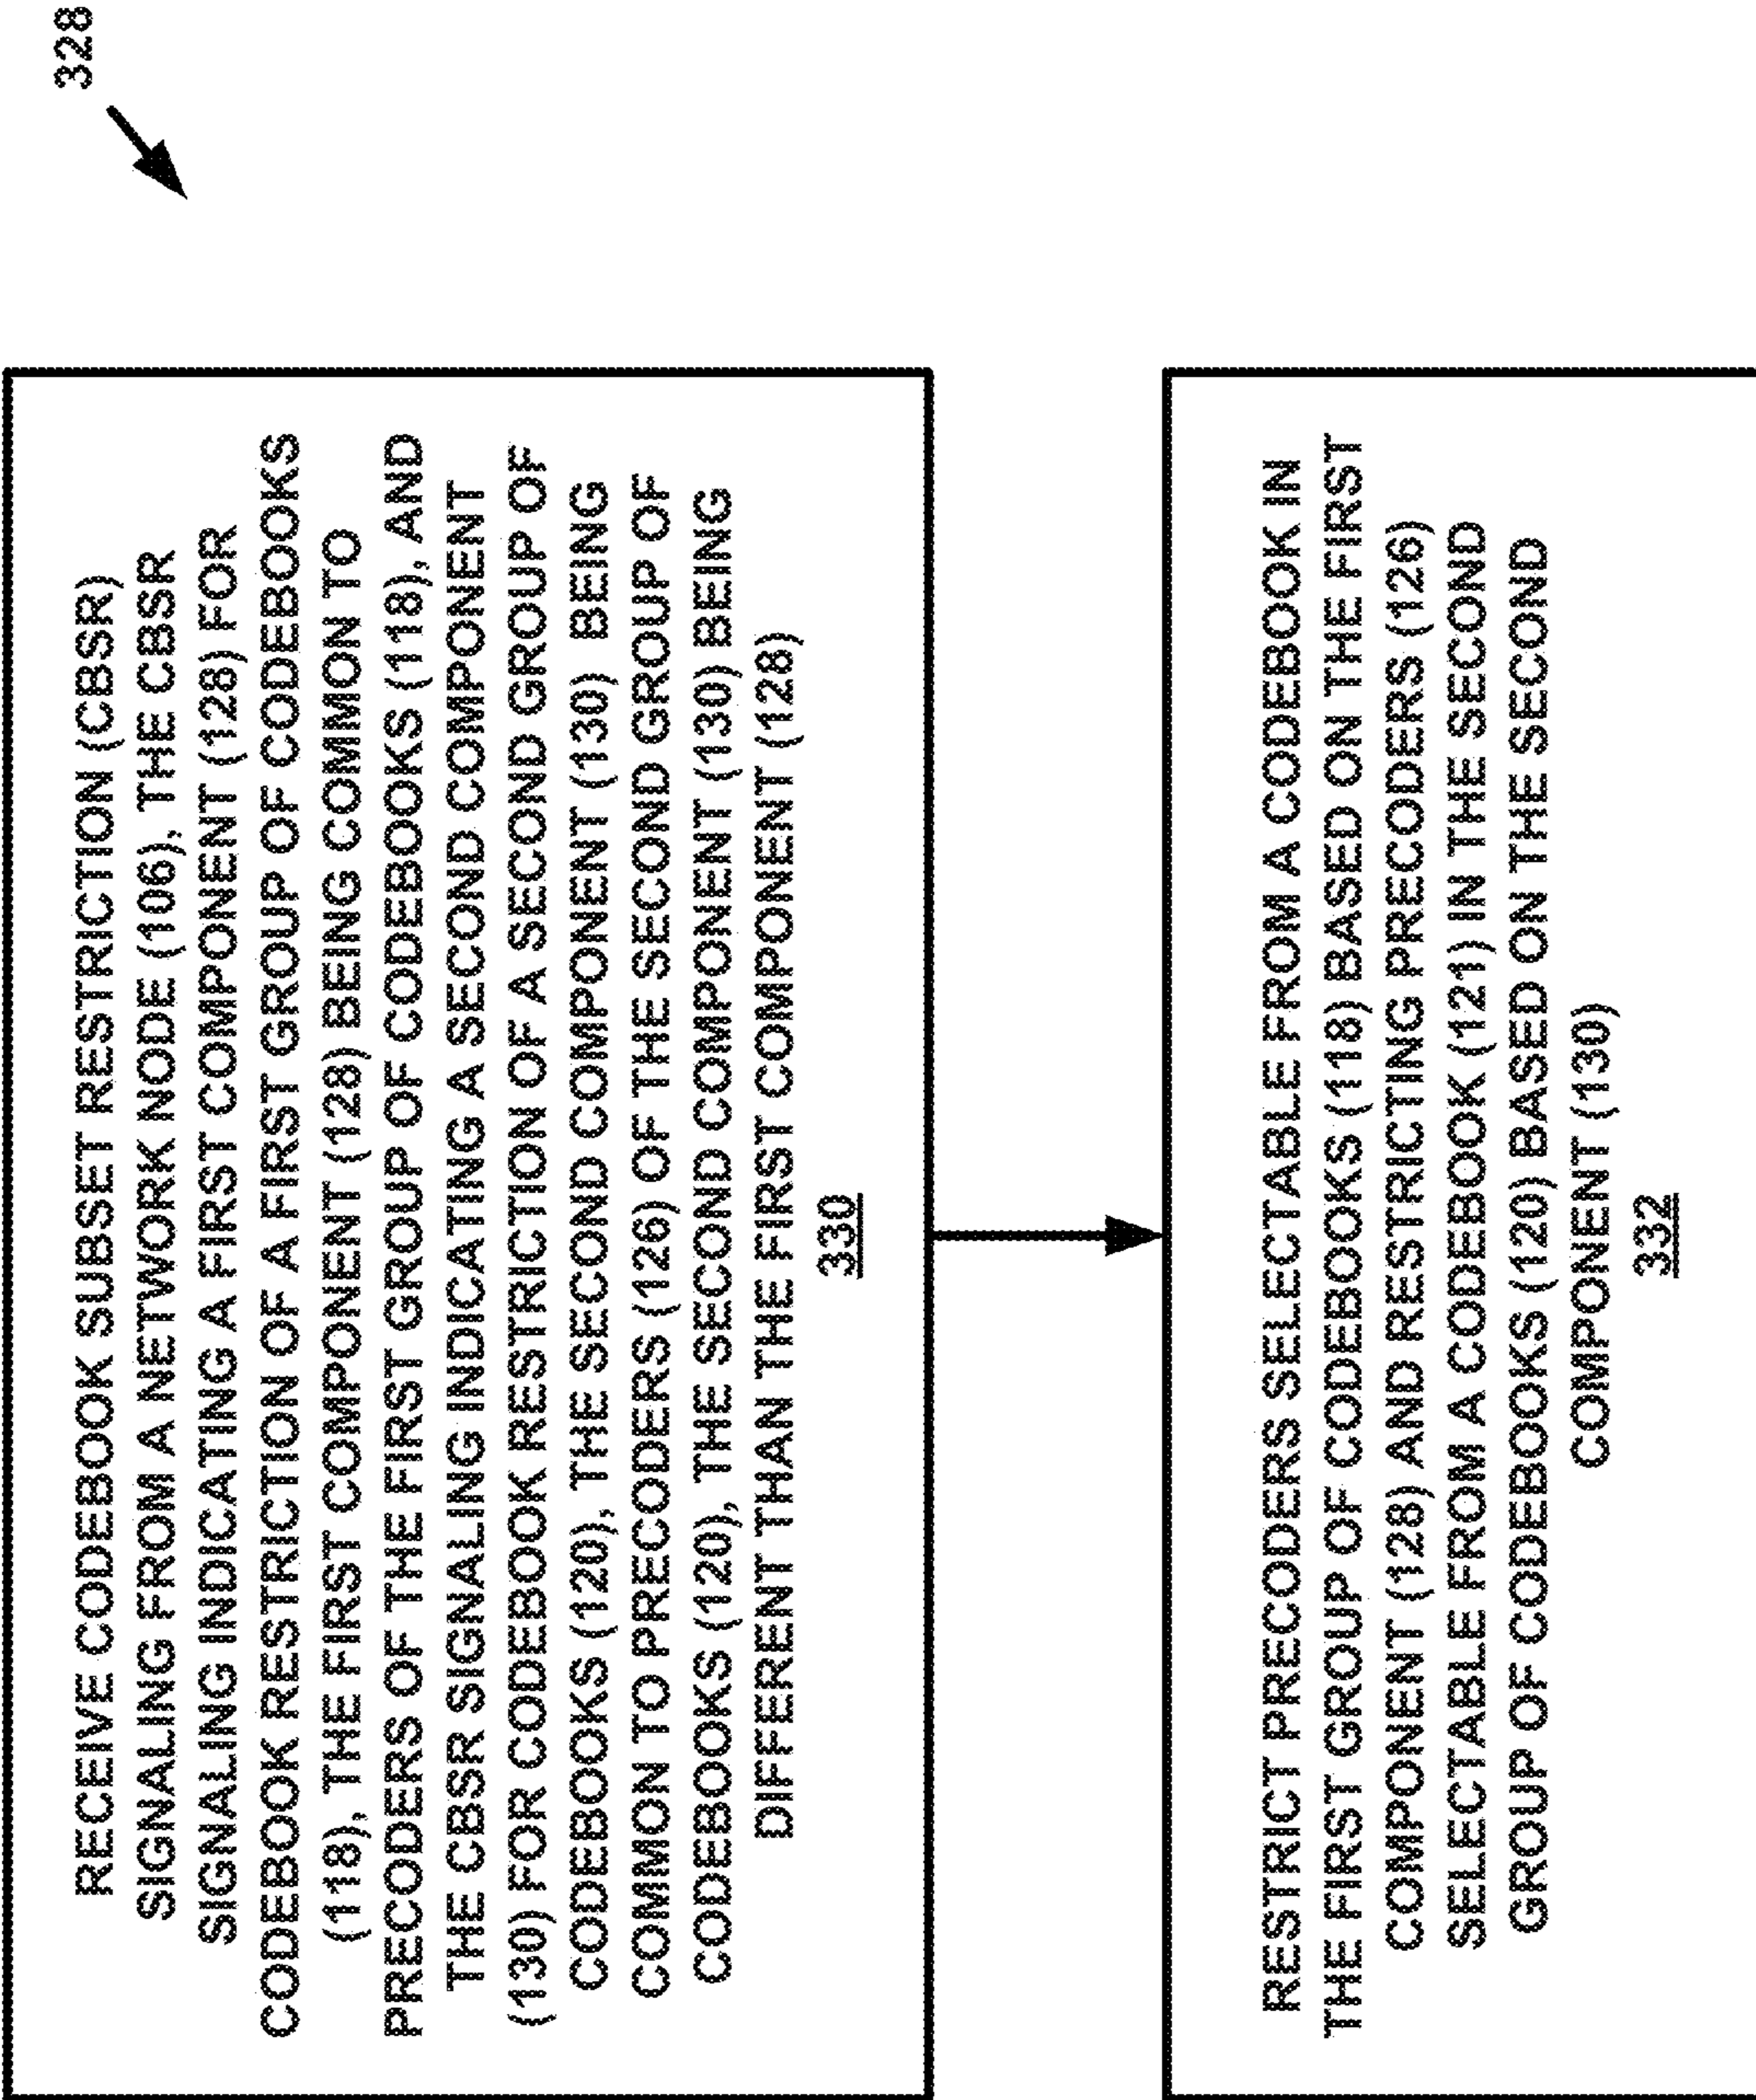 328
RECEIVE CODEBOOK SUBSET RESTRICTION (CBSR)
SIGNALING FROM A NETWORK NODE (106), THE CBSR
SIGNALING INDICATING A FIRST COMPONENT (128) FOR
CODEBOOK RESTRICTION OF A FIRST GROUP OF CODEBOOKS
(118), THE FIRST COMPONENT (128) BEING COMMON TO
PRECODERS OF THE FIRST GROUP OF CODEBOOKS (118), AND
THE CBSR SIGNALING INDICATING A SECOND COMPONENT
(130) FOR CODEBOOK RESTRICTION OF A SECOND GROUP OF
CODEBOOKS (120), THE SECOND COMPONENT (130) BEING
COMMON TO PRECODERS (126) OF THE SECOND GROUP OF
CODEBOOKS (120), THE SECOND COMPONENT (130) BEING
DIFFERENT THAN THE FIRST COMPONENT (128)
330
RESTRICT PRECODERS SELECTABLE FROM A CODEBOOK IN
THE FIRST GROUP OF CODEBOOKS (118) BASED ON THE FIRST
COMPONENT (128) AND RESTRICTING PRECODERS (126)
SELECTABLE FROM A CODEBOOK (121) IN THE SECOND
GROUP OF CODEBOOKS (120) BASED ON THE SECOND
COMPONENT (130)
332